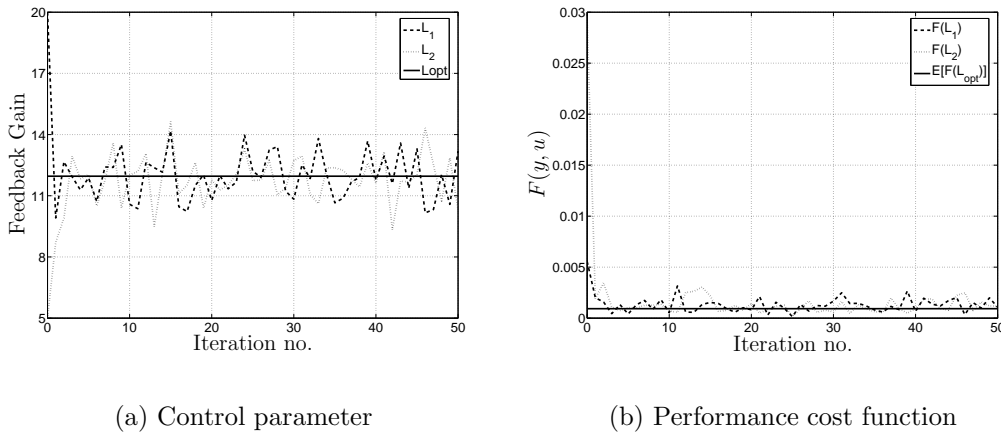 20
17
14
11
8
5
0
10
20
30
40
50
Feedback Gain
Iteration no.
L1
L2
Lopt
(a) Control parameter
0.03
0.025
0.02
0.015
0.01
0.005
0
0
10
20
30
40
50
F(y, u)
Iteration no.
F(L1)
F(L2)
E[F(Lopt)]
(b) Performance cost function